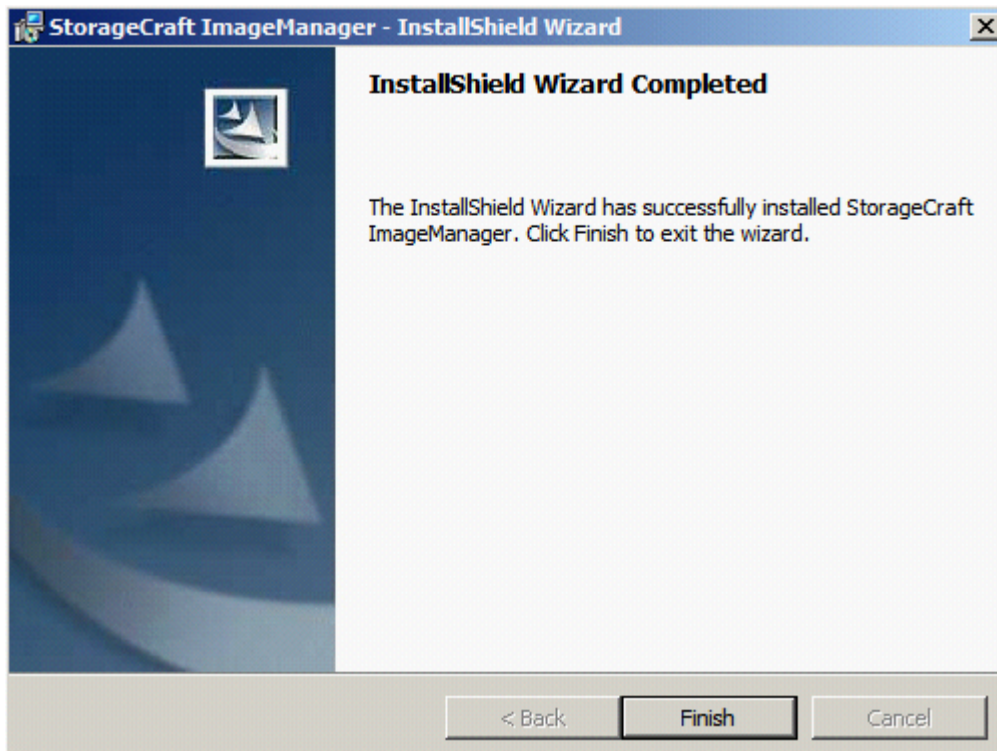 StorageCraft ImageManager - InstallShield Wizard
InstallShield Wizard Completed
The InstallShield Wizard has successfully installed StorageCraft
ImageManager. Click Finish to exit the wizard.
< Back
Finish
Cancel